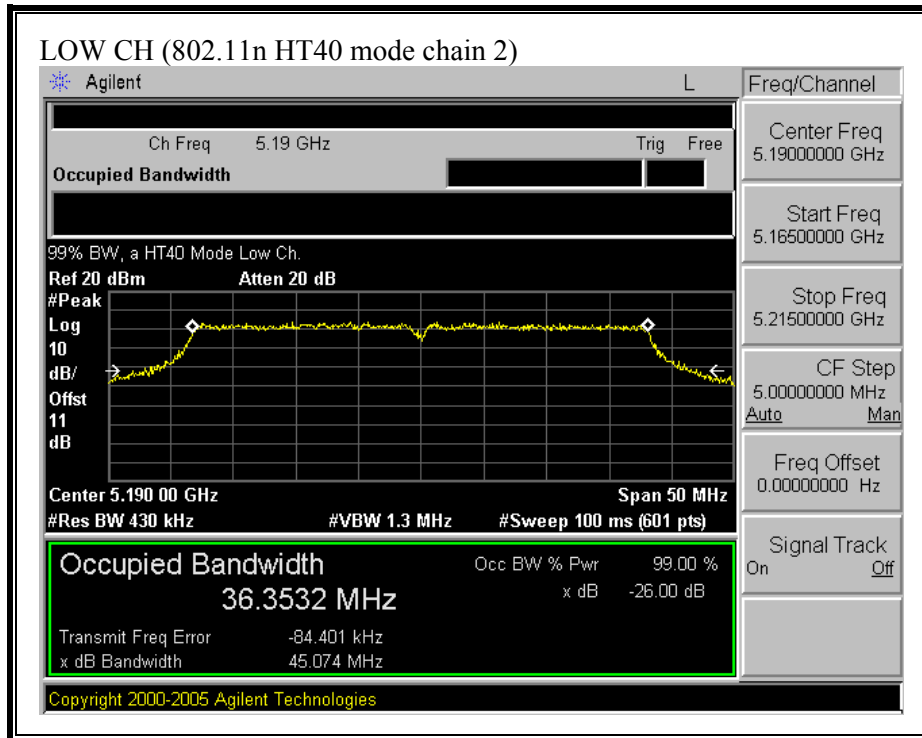 LOW CH (802.11n HT40 mode chain 2)
Agilent L Freq/Channel
Ch Freq 5.19 GHz Trig Free
Occupied Bandwidth
Center Freq
5.19000000 GHz
Start Freq
5.16500000 GHz
99% BW, a HT40 Mode Low Ch.
Ref 20 dBm Atten 20 dB
#Peak
Log
10
dB/
Offst
11
dB
Stop Freq
5.21500000 GHz
CF Step
5.00000000 MHz
Auto Man
Center 5.190 00 GHz Span 50 MHz
#Res BW 430 kHz #VBW 1.3 MHz #Sweep 100 ms (601 pts)
Freq Offset
0.00000000 Hz
Occupied Bandwidth Occ BW % Pwr 99.00 %
36.3532 MHz x dB -26.00 dB
Transmit Freq Error -84.401 kHz
x dB Bandwidth 45.074 MHz
Signal Track
On Off
Copyright 2000-2005 Agilent Technologies